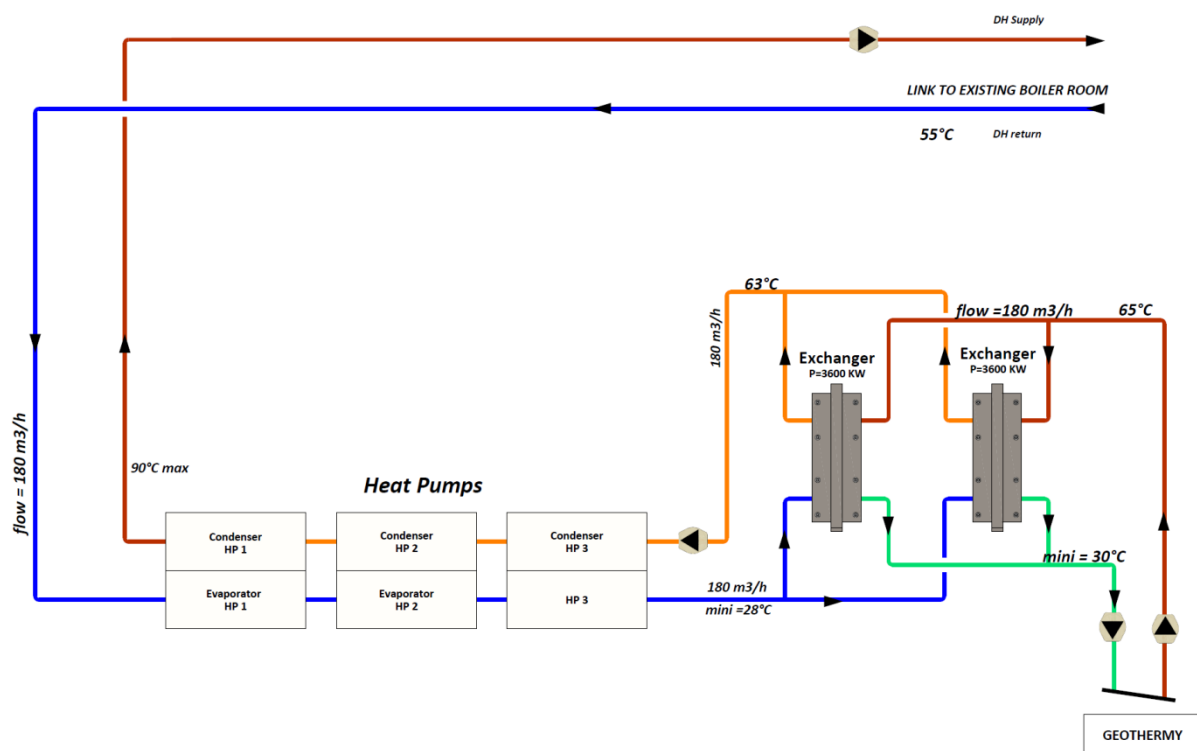 DH Supply
LINK TO EXISTING BOILER ROOM
55°C
DH return
63°C
flow =180 m3/h
65°C
180 m3/h
Exchanger
P=3600 KW
Exchanger
P=3600 KW
flow = 180 m3/h
90°C max
Heat Pumps
Condenser
HP 1
Condenser
HP 2
Condenser
HP 3
Evaporator
HP 1
Evaporator
HP 2
HP 3
180 m3/h
mini =28°C
mini = 30°C
GEOTHERMY